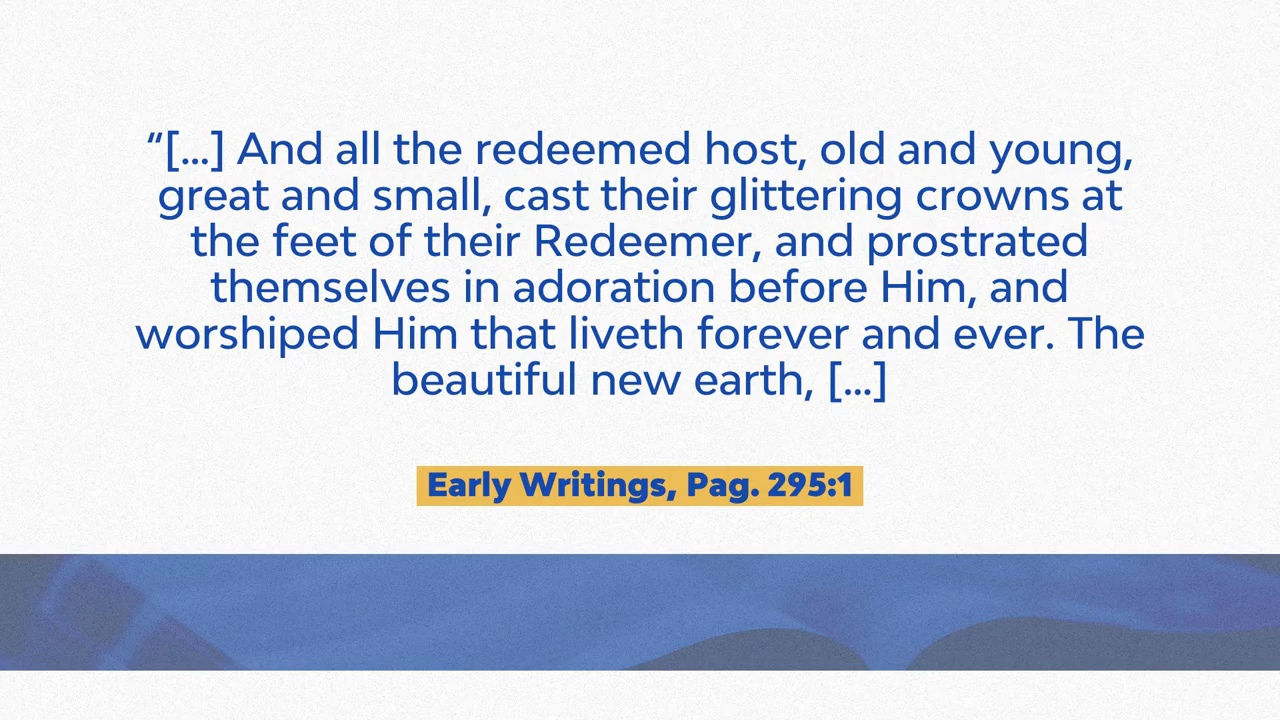 “[...] And all the redeemed host, old and young,
great and small, cast their glittering crowns at
the feet of their Redeemer, and prostrated
themselves in adoration before Him, and
worshiped Him that liveth forever and ever. The
beautiful new earth, [...]
Early Writings, Pag. 295:1